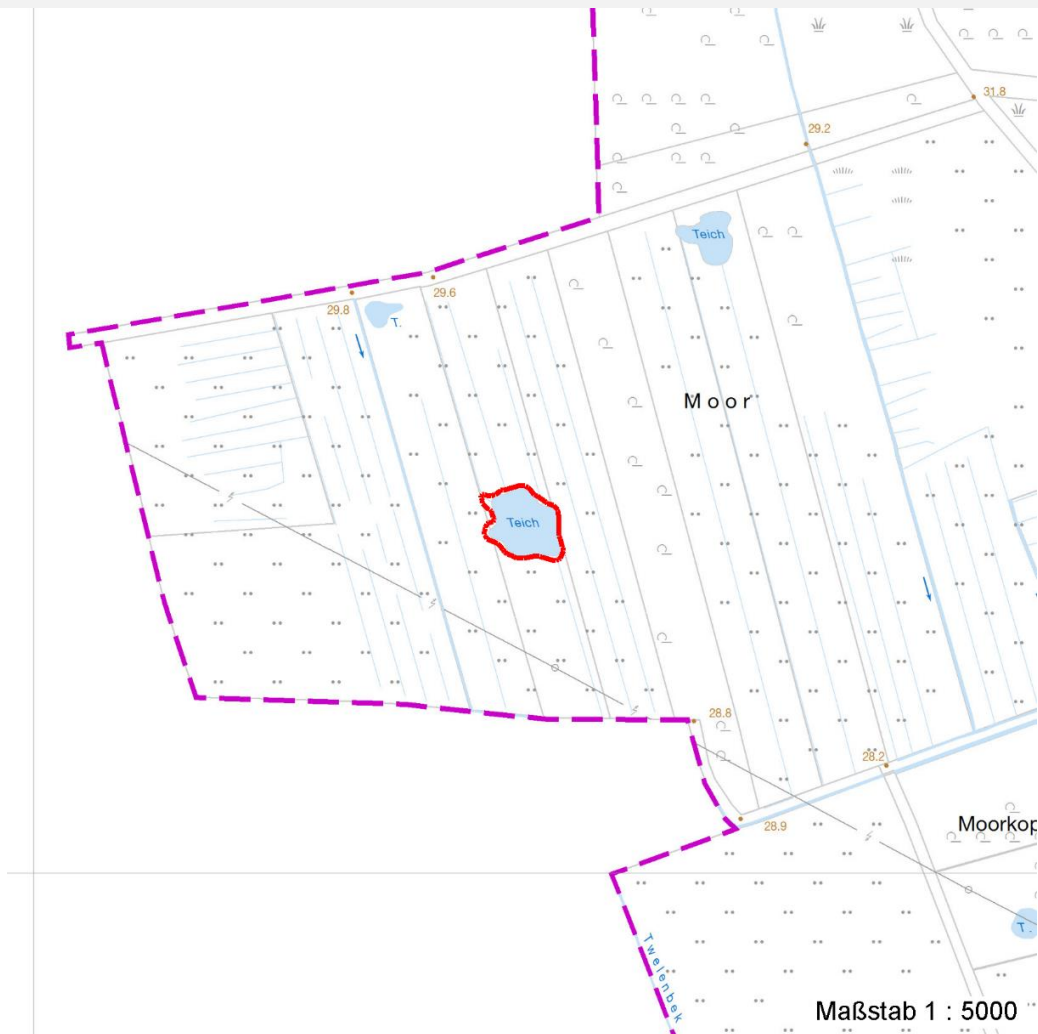 31.8
29.2
Teich
29.6
29.8
T.
Moor
Teich
28.8
28.2
28.9
Moorkop
T.
Twelenbek
Maßstab 1 : 5000